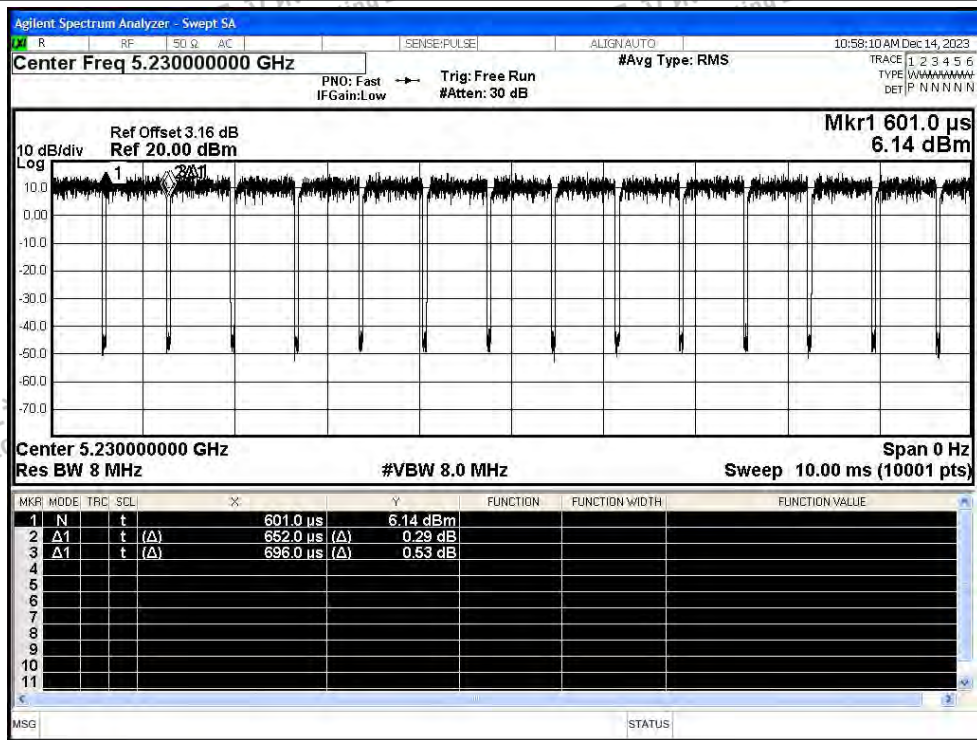 Agilent Spectrum Analyzer - Swept SA
LXI R RF 50 Ω AC SENSE:PULSE ALIGN AUTO 10:58:10 AM Dec 14, 2023
Center Freq 5.230000000 GHz #Avg Type: RMS TRACE 1 2 3 4 5 6
PNO: Fast Trig: Free Run TYPE WWWWWW
IFGain:Low #Atten: 30 dB DET P N N N N N
Mkr1 601.0 µs
Ref Offset 3.16 dB
10 dB/div Ref 20.00 dBm 6.14 dBm
Log
1
10.0
0.00
-10.0
-20.0
-30.0
-40.0
-50.0
-60.0
-70.0
Center 5.230000000 GHz Span 0 Hz
Res BW 8 MHz #VBW 8.0 MHz Sweep 10.00 ms (10001 pts)
MKR MODE TRC SCL X Y FUNCTION FUNCTION WIDTH FUNCTION VALUE
1 N t 601.0 µs 6.14 dBm
2 Δ1 t (Δ) 652.0 µs (Δ) 0.29 dB
3 Δ1 t (Δ) 696.0 µs (Δ) 0.53 dB
4
5
6
7
8
9
10
11
MSG STATUS